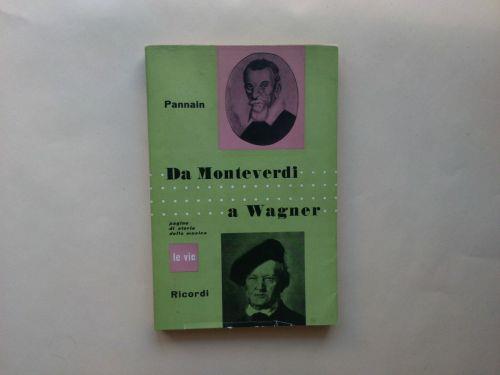 Pannain
Da Monteverdi
a Wagner
pagine
di storia
della musica
le vie
Ricordi